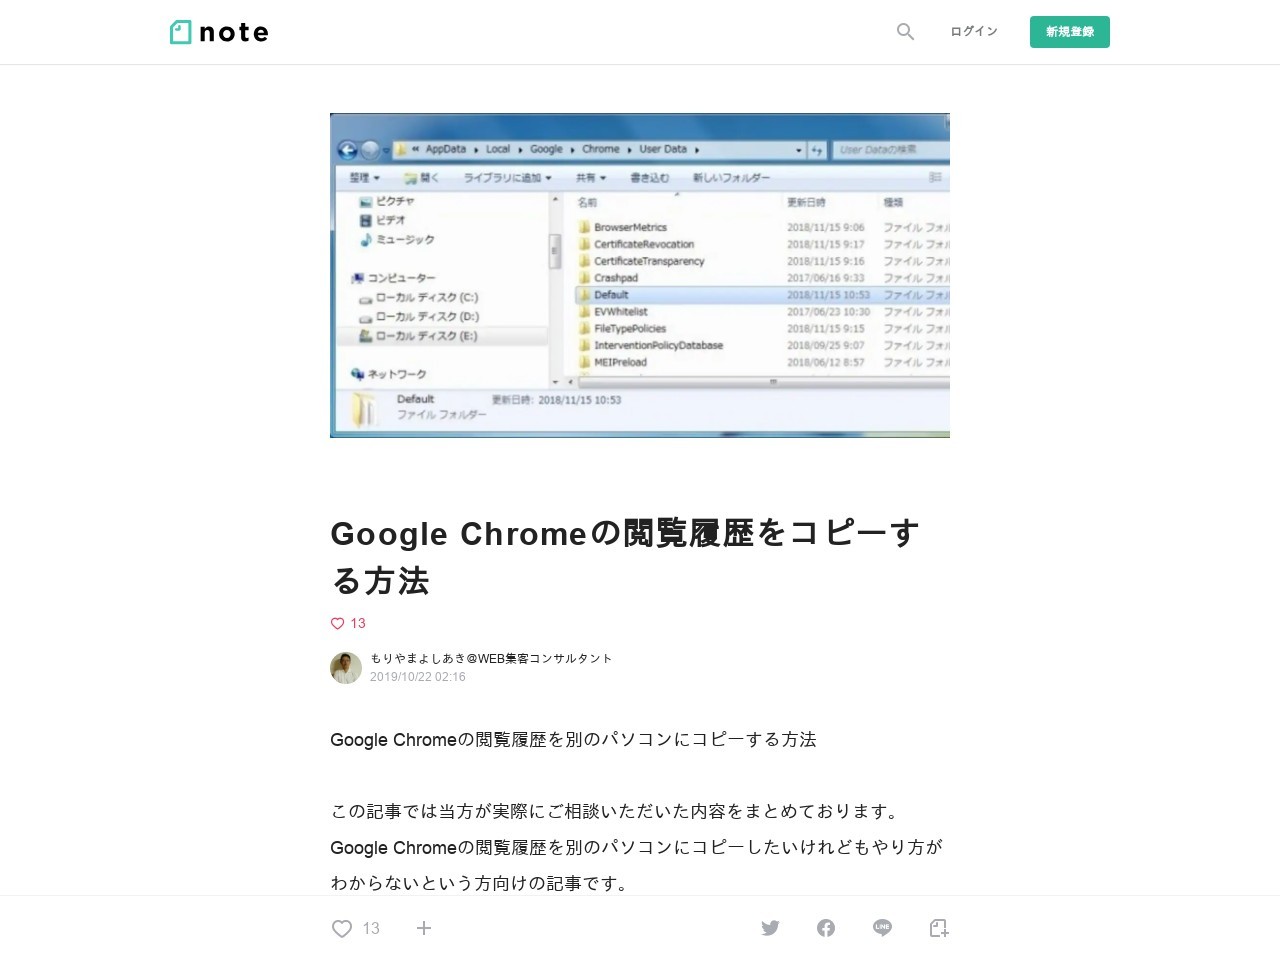 note
ログイン
新規登録
« AppData ▸ Local ▸ Google ▸ Chrome ▸ User Data ▸
User Dataの検索
整理 ▼ 開く ライブラリに追加 ▼ 共有 ▼ 書き込む 新しいフォルダー
ピクチャ
ビデオ
ミュージック
コンピューター
ローカル ディスク (C:)
ローカル ディスク (D:)
ローカル ディスク (E:)
ネットワーク
名前 更新日時 種類
BrowserMetrics 2018/11/15 9:06 ファイル フォル
CertificateRevocation 2018/11/15 9:17 ファイル フォル
CertificateTransparency 2018/11/15 9:16 ファイル フォル
Crashpad 2017/06/16 9:33 ファイル フォル
Default 2018/11/15 10:53 ファイル フォル
EVWhitelist 2017/06/23 10:30 ファイル フォル
FileTypePolicies 2018/11/15 9:15 ファイル フォル
InterventionPolicyDatabase 2018/09/25 9:07 ファイル フォル
MEIPreload 2018/06/12 8:57 ファイル フォル
Default 更新日時: 2018/11/15 10:53
ファイル フォルダー
Google Chromeの閲覧履歴をコピーす
る方法
13
もりやまよしあき@WEB集客コンサルタント
2019/10/22 02:16
Google Chromeの閲覧履歴を別のパソコンにコピーする方法
この記事では当方が実際にご相談いただいた内容をまとめております。
Google Chromeの閲覧履歴を別のパソコンにコピーしたいけれどもやり方が
わからないという方向けの記事です。
13
LINE